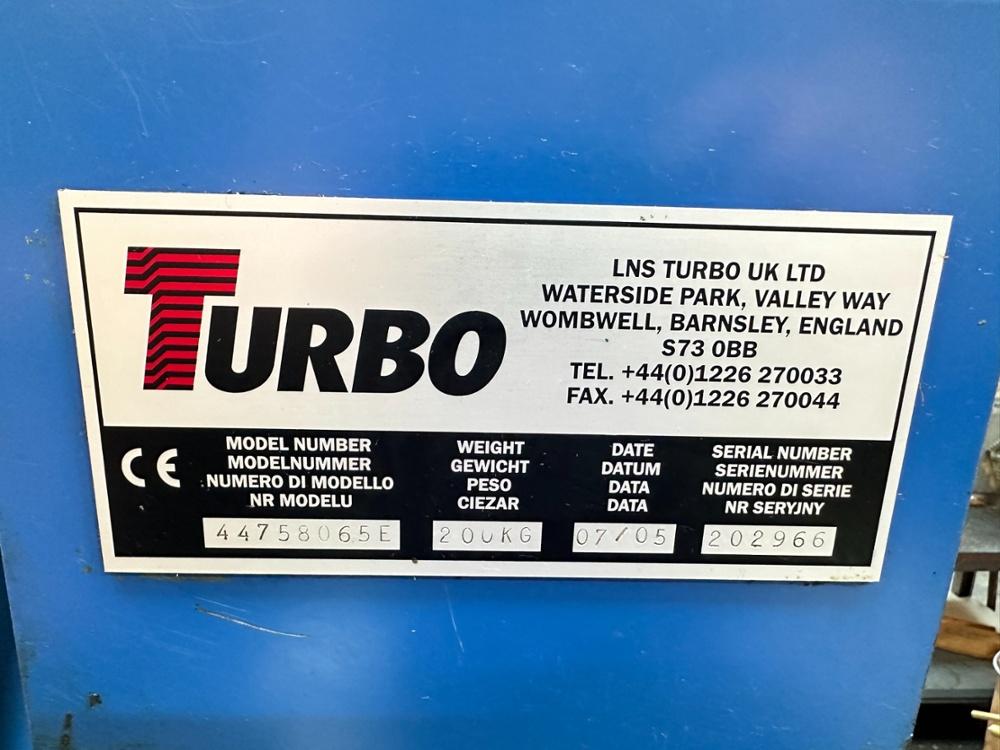 TURBO
LNS TURBO UK LTD
WATERSIDE PARK, VALLEY WAY
WOMBWELL, BARNSLEY, ENGLAND
S73 0BB
TEL. +44(0)1226 270033
FAX. +44(0)1226 270044
CE
MODEL NUMBER
MODELNUMMER
NUMERO DI MODELLO
NR MODELU
44758065E
WEIGHT
GEWICHT
PESO
CIEZAR
200KG
DATE
DATUM
DATA
DATA
07/05
SERIAL NUMBER
SERIENUMMER
NUMERO DI SERIE
NR SERYJNY
202966